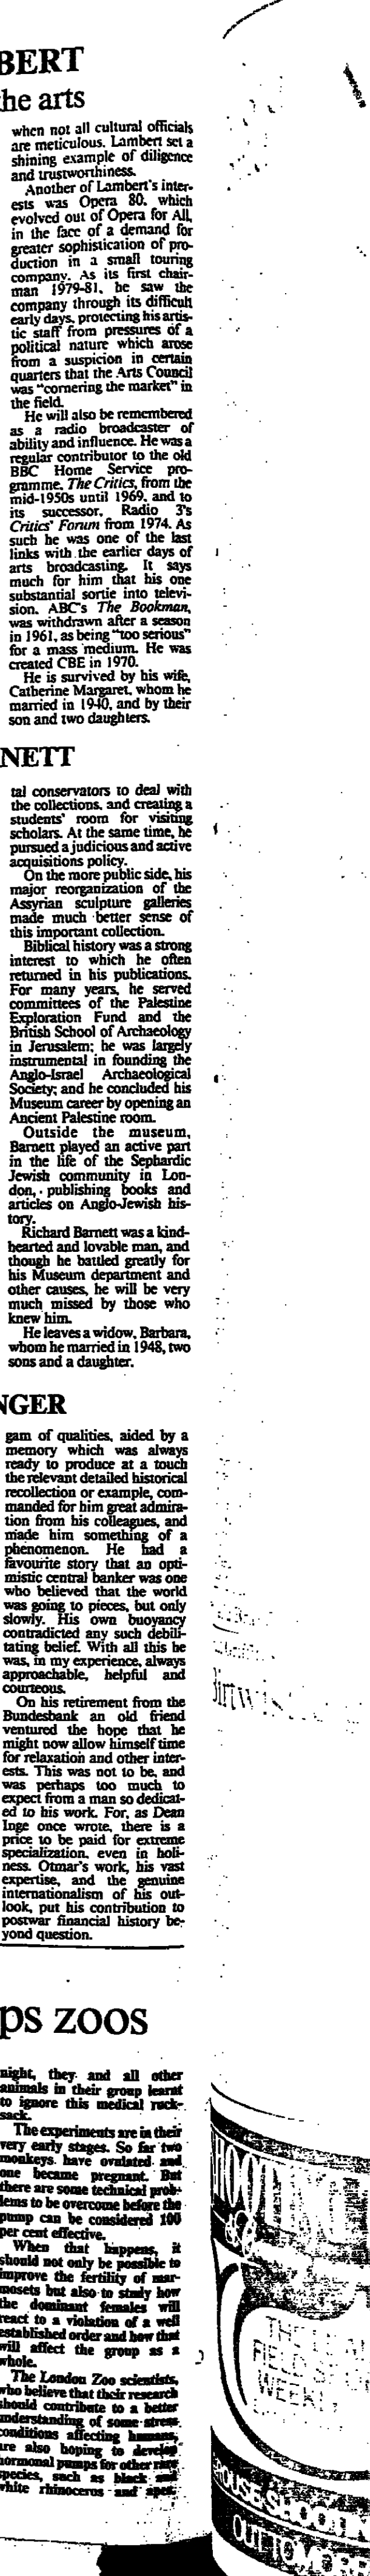 BERT
the arts
when not all cultural officials
are meticulous. Lambert set a
shining example of diligence
and trustworthiness.
Another of Lambert's inter-
ests was Opera 80, which
evolved out of Opera for All,
in the face of a demand for
greater sophistication of pro-
duction in a small touring
company. As its first chair-
man 1979-81, he saw the
company through its difficult
early days, protecting his artis-
tic staff from pressures of a
political nature which arose
from a suspicion in certain
quarters that the Arts Council
was "cornering the market" in
the field.
He will also be remembered
as a radio broadcaster of
ability and influence. He was a
regular contributor to the old
BBC Home Service pro-
gramme, The Critics, from the
mid-1950s until 1969, and to
its successor, Radio 3's
Critics' Forum from 1974. As
such he was one of the last
links with the earlier days of
arts broadcasting. It says
much for him that his one
substantial sortie into televi-
sion, ABC's The Bookman,
was withdrawn after a season
in 1961, as being "too serious"
for a mass medium. He was
created CBE in 1970.
He is survived by his wife,
Catherine Margaret, whom he
married in 1940, and by their
son and two daughters.
NETT
tal conservators to deal with
the collections, and creating a
students' room for visiting
scholars. At the same time, he
pursued a judicious and active
acquisitions policy.
On the more public side, his
major reorganization of the
Assyrian sculpture galleries
made much better sense of
this important collection.
Biblical history was a strong
interest to which he often
returned in his publications.
For many years, he served
committees of the Palestine
Exploration Fund and the
British School of Archaeology
in Jerusalem; he was largely
instrumental in founding the
Anglo-Israel Archaeological
Society; and he concluded his
Museum career by opening an
Ancient Palestine room.
Outside the museum,
Barnett played an active part
in the life of the Sephardic
Jewish community in Lon-
don, publishing books and
articles on Anglo-Jewish his-
tory.
Richard Barnett was a kind-
hearted and lovable man, and
though he battled greatly for
his Museum department and
other causes, he will be very
much missed by those who
knew him.
He leaves a widow, Barbara,
whom he married in 1948, two
sons and a daughter.
NGER
gam of qualities, aided by a
memory which was always
ready to produce at a touch
the relevant detailed historical
recollection or example, com-
manded for him great admira-
tion from his colleagues, and
made him something of a
phenomenon. He had a
favourite story that an opti-
mistic central banker was one
who believed that the world
was going to pieces, but only
slowly. His own buoyancy
contradicted any such debili-
tating belief. With all this he
was, in my experience, always
approachable, helpful and
courteous.
On his retirement from the
Bundesbank an old friend
ventured the hope that he
might now allow himself time
for relaxation and other inter-
ests. This was not to be, and
was perhaps too much to
expect from a man so dedicat-
ed to his work. For, as Dean
Inge once wrote, there is a
price to be paid for extreme
specialization, even in holi-
ness. Otmar's work, his vast
expertise, and the genuine
internationalism of his out-
look, put his contribution to
postwar financial history be-
yond question.
ps zoos
night, they and all other
animals in their group learnt
to ignore this medical ruck-
sack.
The experiments are in their
very early stages. So far two
monkeys have ovulated and
one became pregnant. But
there are some technical prob-
lems to be overcome before the
pump can be considered 100
per cent effective.
When that happens, it
should not only be possible to
improve the fertility of mar-
mosets but also to study how
the dominant females will
react to a violation of a well
established order and how that
will affect the group as a
whole.
The London Zoo scientists,
who believe that their research
should contribute to a better
understanding of some stress
conditions affecting humans,
are also hoping to develop
hormonal pumps for other rare
species, such as black and
white rhinoceros and apes.
OUT TOMORR